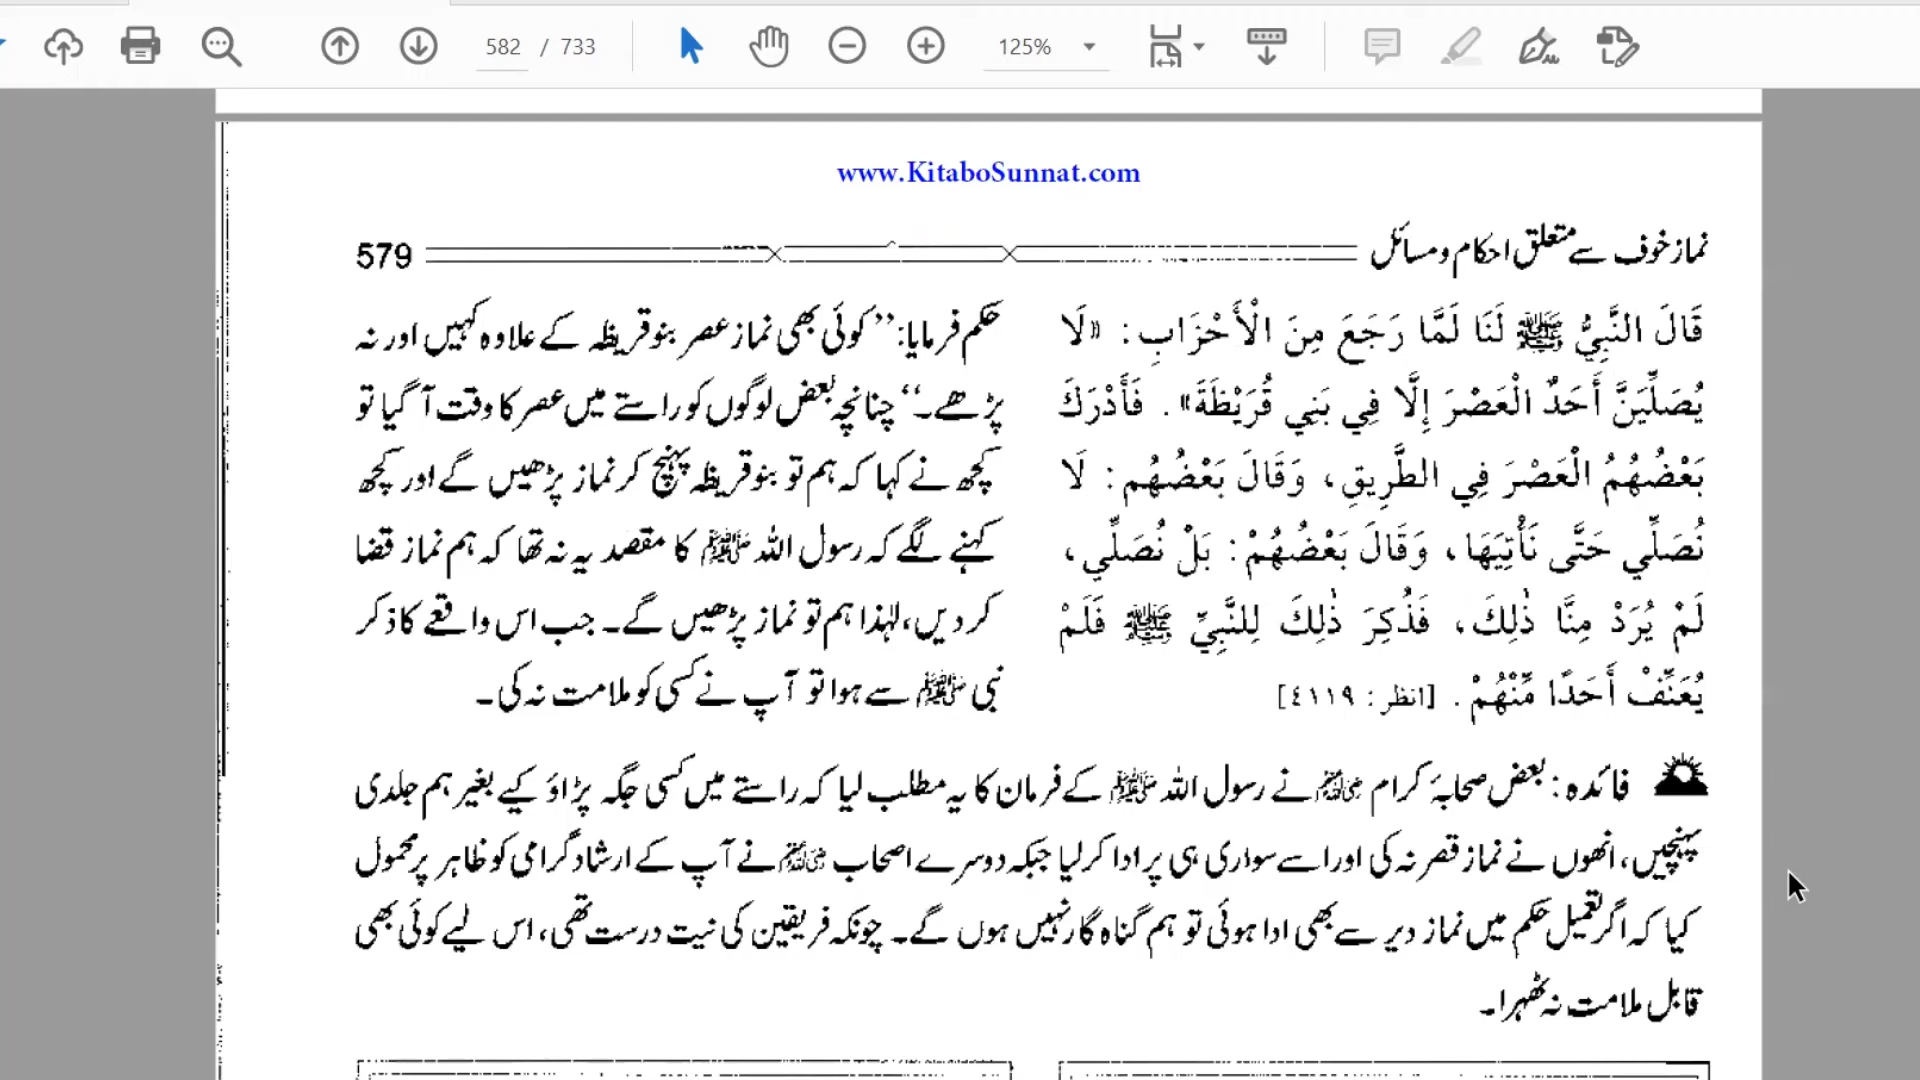 582 / 733
125%
www.KitaboSunnat.com
نماز خوف سے متعلق احکام و مسائل 579
قَالَ النَّبِيُّ ﷺ لَنَا لَمَّا رَجَعَ مِنَ الْأَحْزَابِ: «لَا
يُصَلِّيَنَّ أَحَدٌ الْعَصْرَ إِلَّا فِي بَنِي قُرَيْظَةَ». فَأَدْرَكَ
بَعْضُهُمُ الْعَصْرَ فِي الطَّرِيقِ، وَقَالَ بَعْضُهُم: لَا
نُصَلِّي حَتَّى نَأْتِيَهَا، وَقَالَ بَعْضُهُمْ: بَلْ نُصَلِّي،
لَمْ يُرَدْ مِنَّا ذٰلِكَ، فَذُكِرَ ذٰلِكَ لِلنَّبِيِّ ﷺ فَلَمْ
يُعَنِّفْ أَحَدًا مِّنْهُمْ. [انظر: ٤١١٩]
حکم فرمایا: ’’کوئی بھی نماز عصر بنو قریظہ کے علاوہ کہیں اور نہ
پڑھے۔‘‘ چنانچہ بعض لوگوں کو راستے میں عصر کا وقت آ گیا تو
کچھ نے کہا کہ ہم تو بنو قریظہ پہنچ کر نماز پڑھیں گے اور کچھ
کہنے لگے کہ رسول اللہ ﷺ کا مقصد یہ نہ تھا کہ ہم نماز قضا
کر دیں، لہٰذا ہم تو نماز پڑھیں گے۔ جب اس واقعے کا ذکر
نبی ﷺ سے ہوا تو آپ نے کسی کو ملامت نہ کی۔
فائدہ: بعض صحابۂ کرام رضی اللہ عنہم نے رسول اللہ ﷺ کے فرمان کا یہ مطلب لیا کہ راستے میں کسی جگہ پڑاؤ کیے بغیر ہم جلدی
پہنچیں، انھوں نے نماز قصر نہ کی اور اسے سواری ہی پر ادا کر لیا جبکہ دوسرے اصحاب رضی اللہ عنہم نے آپ کے ارشاد گرامی کو ظاہر پر محمول
کیا کہ اگر تعمیل حکم میں نماز دیر سے بھی ادا ہوئی تو ہم گناہ گار نہیں ہوں گے۔ چونکہ فریقین کی نیت درست تھی، اس لیے کوئی بھی
قابل ملامت نہ ٹھہرا۔